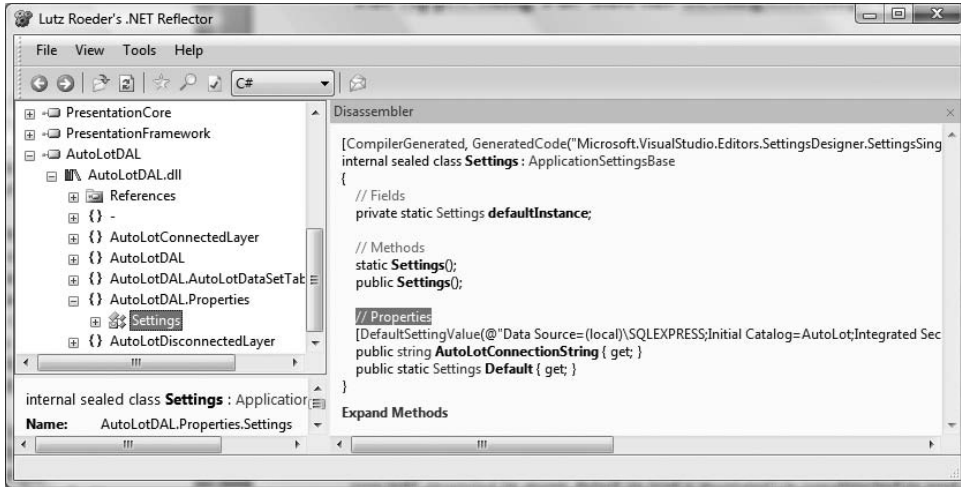 Lutz Roeder's .NET Reflector
File View Tools Help
C#
PresentationCore
PresentationFramework
AutoLotDAL
AutoLotDAL.dll
References
{} -
{} AutoLotConnectedLayer
{} AutoLotDAL
{} AutoLotDAL.AutoLotDataSetTab
{} AutoLotDAL.Properties
Settings
{} AutoLotDisconnectedLayer
internal sealed class Settings : Application
Name: AutoLotDAL.Properties.Settings
Disassembler
[CompilerGenerated, GeneratedCode("Microsoft.VisualStudio.Editors.SettingsDesigner.SettingsSing
internal sealed class Settings : ApplicationSettingsBase
{
// Fields
private static Settings defaultInstance;
// Methods
static Settings();
public Settings();
// Properties
[DefaultSettingValue(@"Data Source=(local)\SQLEXPRESS;Initial Catalog=AutoLot;Integrated Sec
public string AutoLotConnectionString { get; }
public static Settings Default { get; }
}
Expand Methods